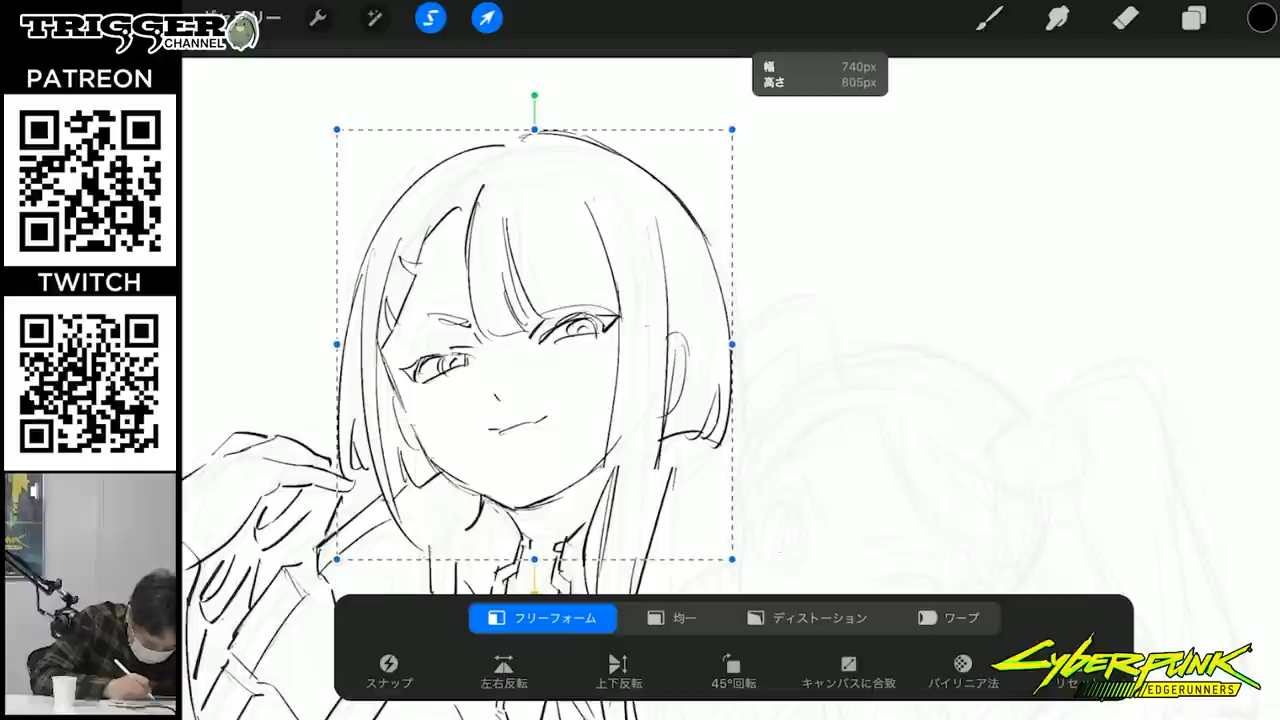 TRIGGER
CHANNEL
PATREON
TWITCH
幅 740px
高さ 805px
フリーフォーム 均一 ディストーション ワープ
スナップ 左右反転 上下反転 45°回転 キャンバスに合致 バイリニア法
CYBERPUNK
EDGERUNNERS